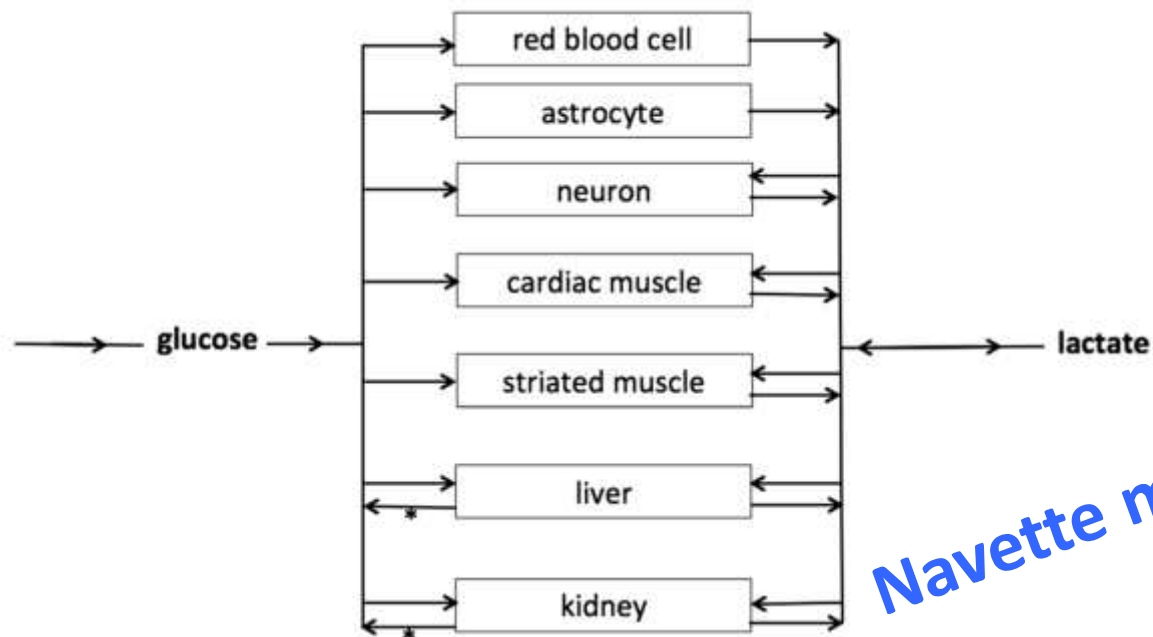 red blood cell
astrocyte
neuron
cardiac muscle
glucose
lactate
striated muscle
liver
*
Navette
kidney
*